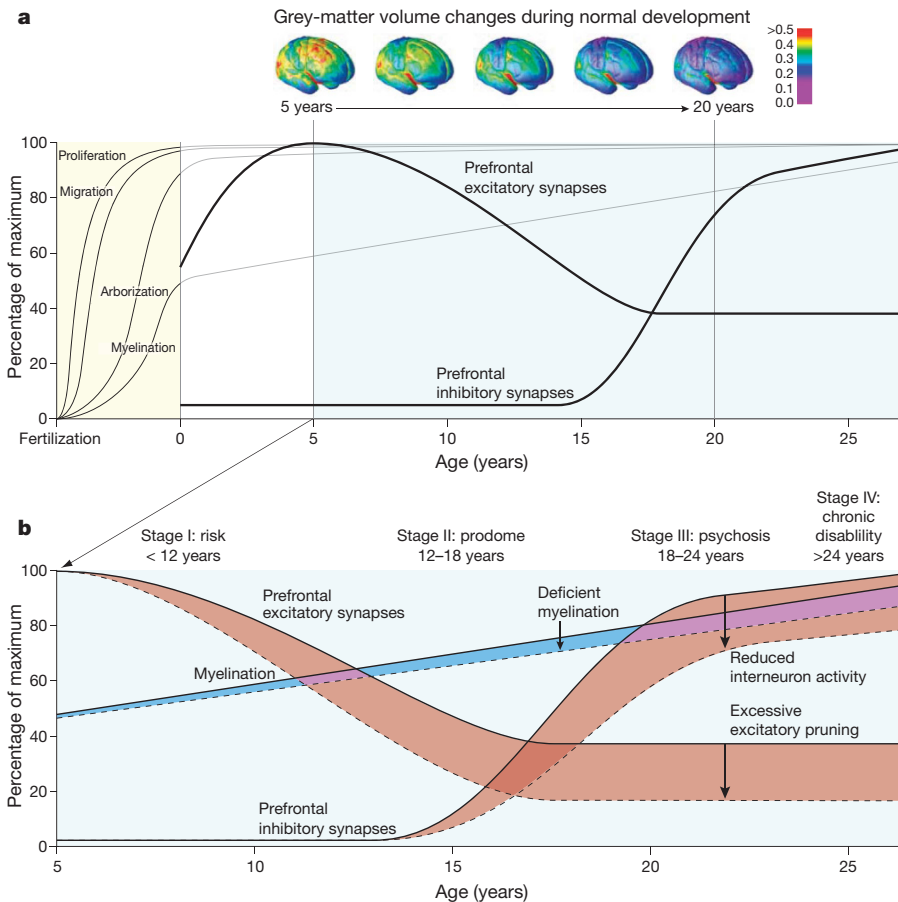 a
Grey-matter volume changes during normal development
>0.5
0.4
0.3
0.2
0.1
0.0
5 years
20 years
Percentage of maximum
100
80
60
40
20
0
Proliferation
Migration
Arborization
Myelination
Prefrontal
excitatory synapses
Prefrontal
inhibitory synapses
Fertilization
0
5
10
15
20
25
Age (years)
b
Stage I: risk
< 12 years
Stage II: prodome
12–18 years
Stage III: psychosis
18–24 years
Stage IV:
chronic
disablility
>24 years
Percentage of maximum
100
80
60
40
20
0
Prefrontal
excitatory synapses
Deficient
myelination
Myelination
Reduced
interneuron activity
Excessive
excitatory pruning
Prefrontal
inhibitory synapses
5
10
15
20
25
Age (years)